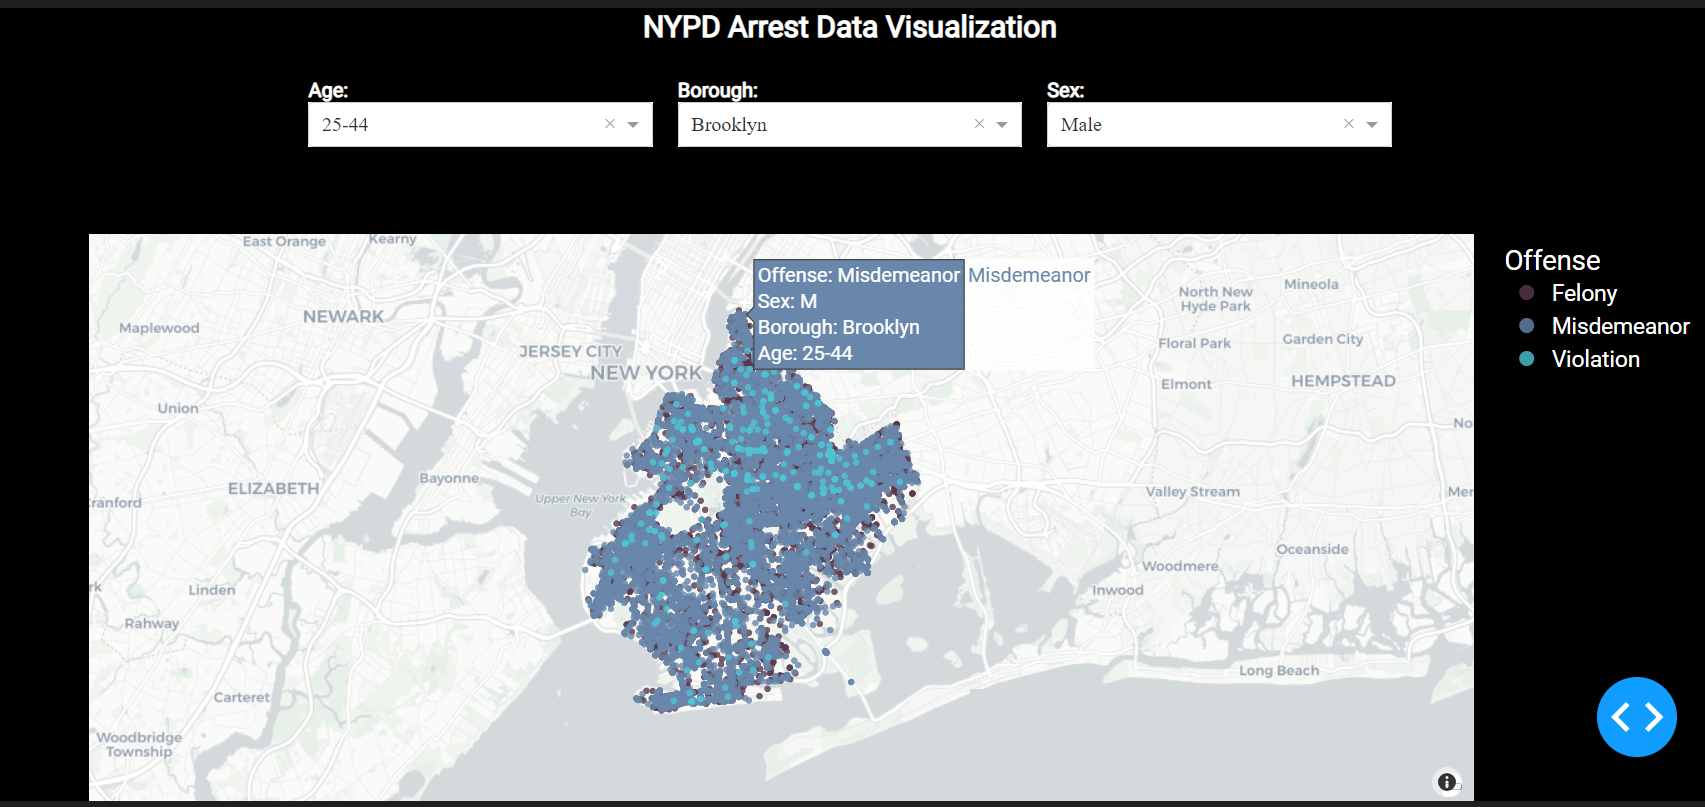 NYPD Arrest Data Visualization
Age:
Borough:
Sex:
25-44
Brooklyn
Male
East Orange
Kearny
Offense: Misdemeanor
Misdemeanor
Sex: M
Borough: Brooklyn
Age: 25-44
Offense
Felony
Misdemeanor
Violation
NEWARK
Maplewood
JERSEY CITY
NEW YORK
North New
Hyde Park
Mineola
Floral Park
Garden City
Elmont
HEMPSTEAD
Union
No
ELIZABETH
Bayonne
Upper New York
Bay
ranford
Valley Stream
Mer
Oceanside
Woodmere
Inwood
rk
Linden
Rahway
Long Beach
Carteret
Woodbridge
Township